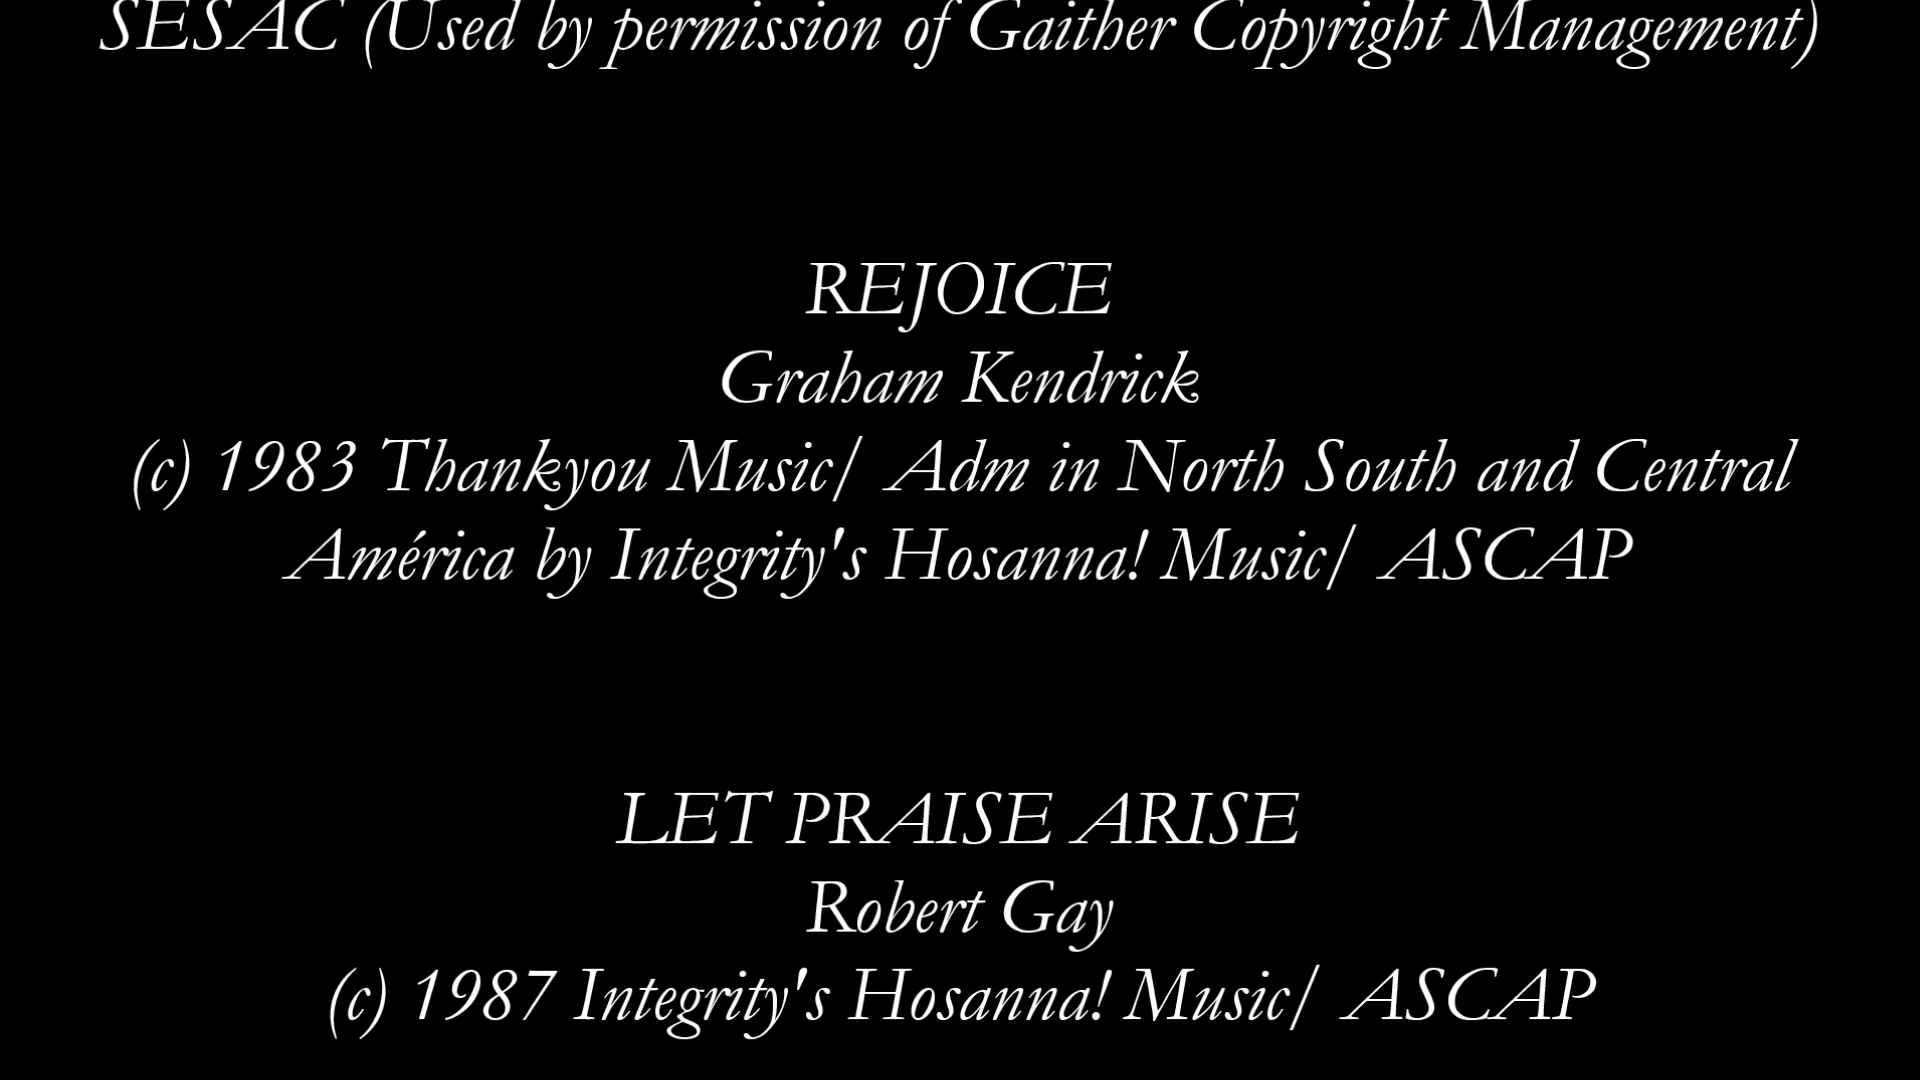 SESAC (Used by permission of Gaither Copyright Management)
REJOICE
Graham Kendrick
(c) 1983 Thankyou Music/ Adm in North South and Central
América by Integrity's Hosanna! Music/ ASCAP
LET PRAISE ARISE
Robert Gay
(c) 1987 Integrity's Hosanna! Music/ ASCAP